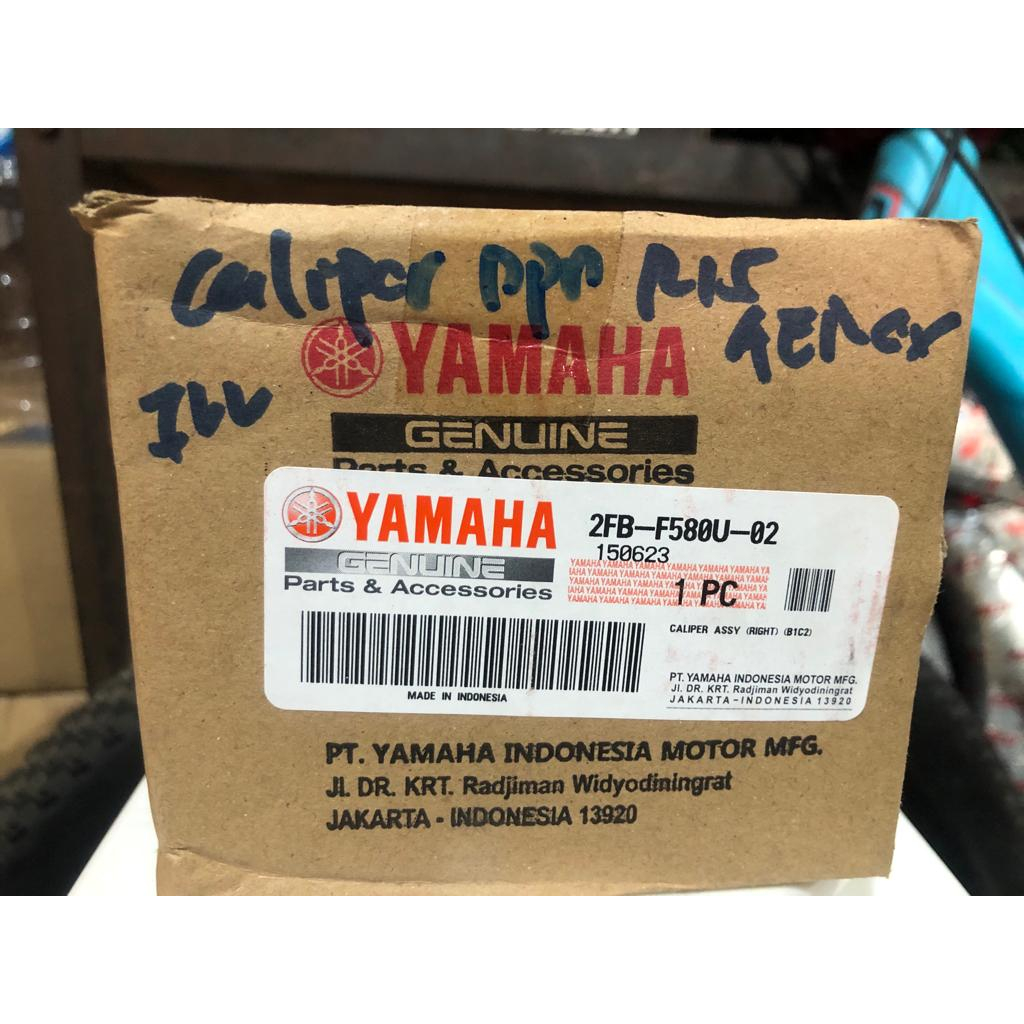 Caliper DPN R15
GENCX
YAMAHA
GENUINE
Parts & Accessories
YAMAHA
GENUINE
Parts & Accessories
2FB-F580U-02
150623
1 PC
CALIPER ASSY (RIGHT) (B1C2)
MADE IN INDONESIA
PT. YAMAHA INDONESIA MOTOR MFG.
Jl. DR. KRT. Radjiman Widyodiningrat
JAKARTA-INDONESIA 13920
PT. YAMAHA INDONESIA MOTOR MFG.
Jl. DR. KRT. Radjiman Widyodiningrat
JAKARTA - INDONESIA 13920